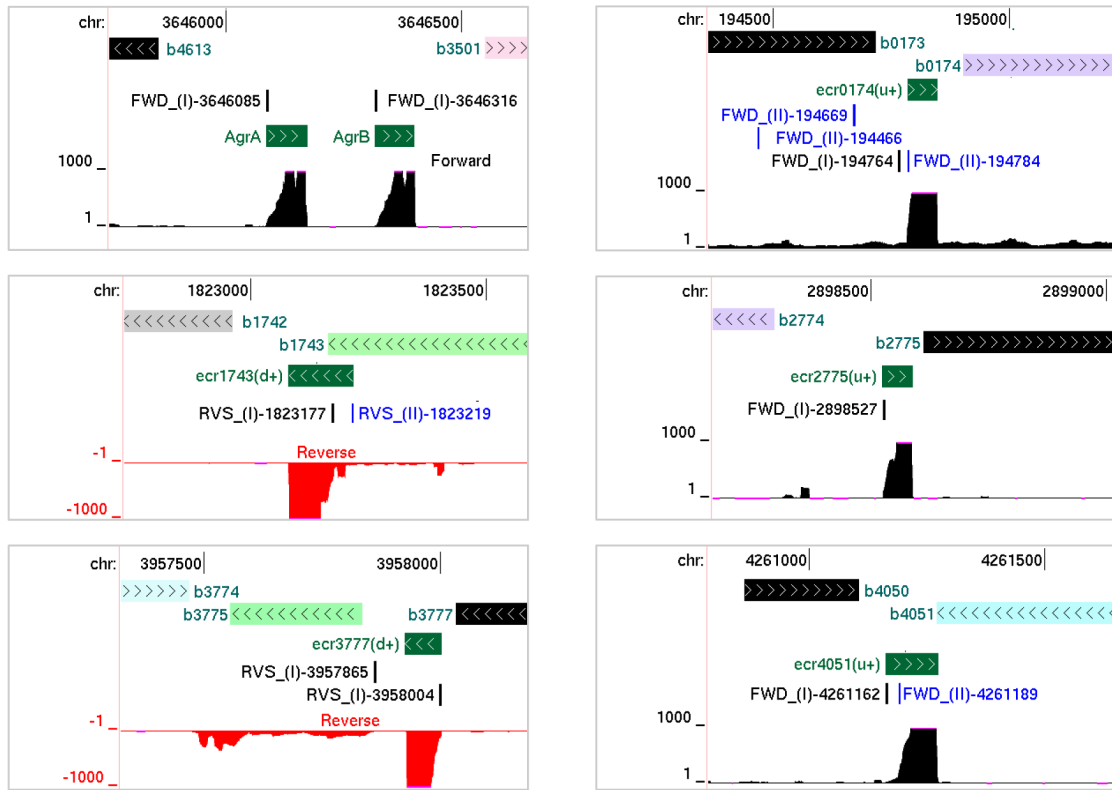 chr: 3646000 3646500
b4613 b3501
FWD_(I)-3646085 FWD_(I)-3646316
AgrA AgrB
Forward
1000
1
chr: 194500 195000
b0173
b0174
ecr0174(u+)
FWD_(II)-194669
FWD_(II)-194466
FWD_(I)-194764 FWD_(II)-194784
1000
1
chr: 1823000 1823500
b1742
b1743
ecr1743(d+)
RVS_(I)-1823177 RVS_(II)-1823219
Reverse
-1
-1000
chr: 2898500 2899000
b2774
b2775
ecr2775(u+)
FWD_(I)-2898527
1000
1
chr: 3957500 3958000
b3774
b3775 b3777
ecr3777(d+)
RVS_(I)-3957865
RVS_(I)-3958004
Reverse
-1
-1000
chr: 4261000 4261500
b4050
b4051
ecr4051(u+)
FWD_(I)-4261162 FWD_(II)-4261189
1000
1